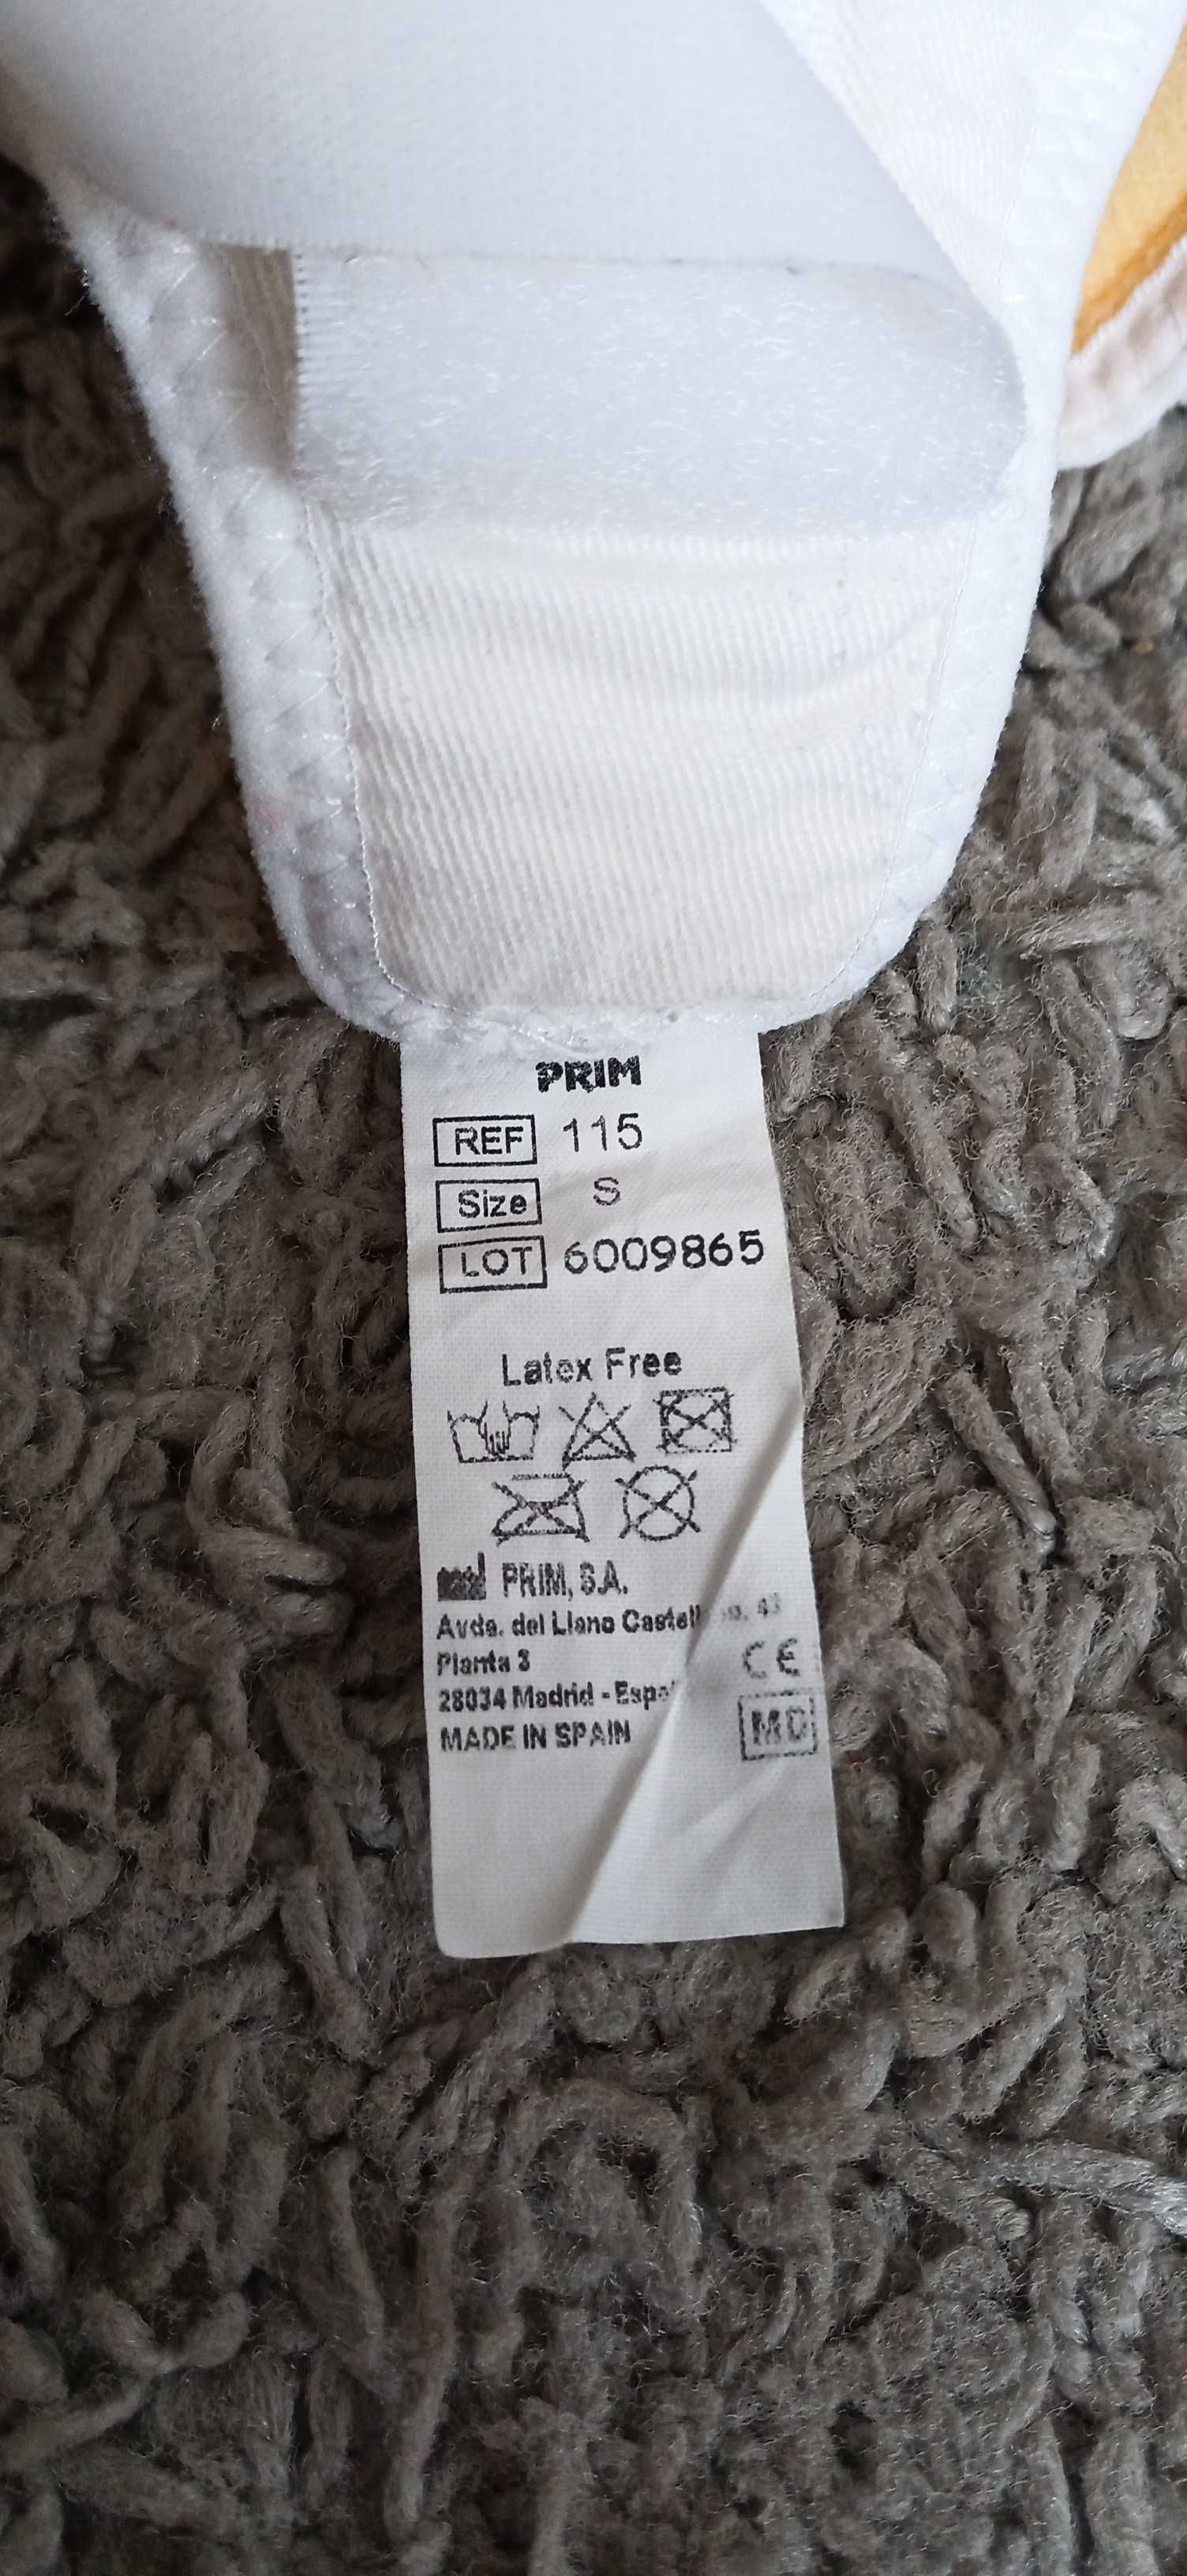 PRIM
REF 115
Size S
LOT 6009865
Latex Free
PRIM, S.A.
Avda. del Llano 43
Planta 3
28034 Madrid -
CE
MADE IN SPAIN
MD